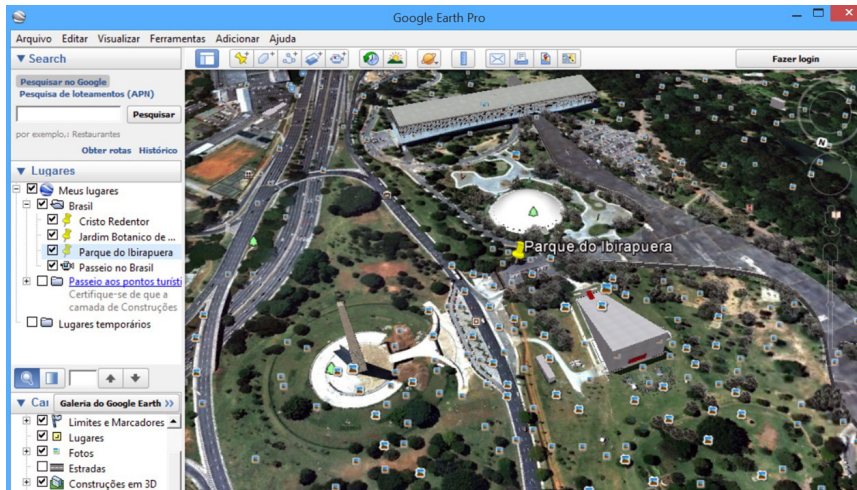 Google Earth Pro
Arquivo Editar Visualizar Ferramentas Adicionar Ajuda
▼ Search
Fazer login
Pesquisar no Google
Pesquisa de loteamentos (APN)
Pesquisar
por exemplo,: Restaurantes
Obter rotas Histórico
▼ Lugares
Meus lugares
Brasil
Cristo Redentor
Jardim Botanico de ...
Parque do Ibirapuera
Passeio no Brasil
Passeio aos pontos turísti
Certifique-se de que a
camada de Construções
Lugares temporários
▼ Ca Galeria do Google Earth >>
Limites e Marcadores
Lugares
Fotos
Estradas
Construções em 3D
N
Parque do Ibirapuera
H